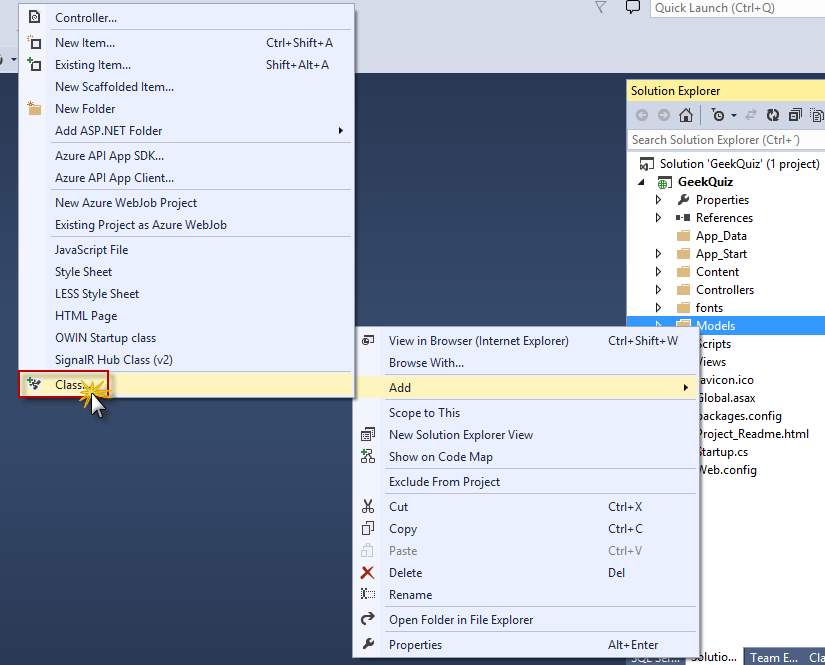 Controller...
New Item... Ctrl+Shift+A
Existing Item... Shift+Alt+A
New Scaffolded Item...
New Folder
Add ASP.NET Folder
Azure API App SDK...
Azure API App Client...
New Azure WebJob Project
Existing Project as Azure WebJob
JavaScript File
Style Sheet
LESS Style Sheet
HTML Page
OWIN Startup class
SignalR Hub Class (v2)
Class...
View in Browser (Internet Explorer) Ctrl+Shift+W
Browse With...
Add
Scope to This
New Solution Explorer View
Show on Code Map
Exclude From Project
Cut Ctrl+X
Copy Ctrl+C
Paste Ctrl+V
Delete Del
Rename
Open Folder in File Explorer
Properties Alt+Enter
Quick Launch (Ctrl+Q)
Solution Explorer
Search Solution Explorer (Ctrl+´)
Solution 'GeekQuiz' (1 project)
GeekQuiz
Properties
References
App_Data
App_Start
Content
Controllers
fonts
Models
Scripts
Views
favicon.ico
Global.asax
packages.config
Project_Readme.html
Startup.cs
Web.config
SQL Ser... Solutio... Team E... Cla